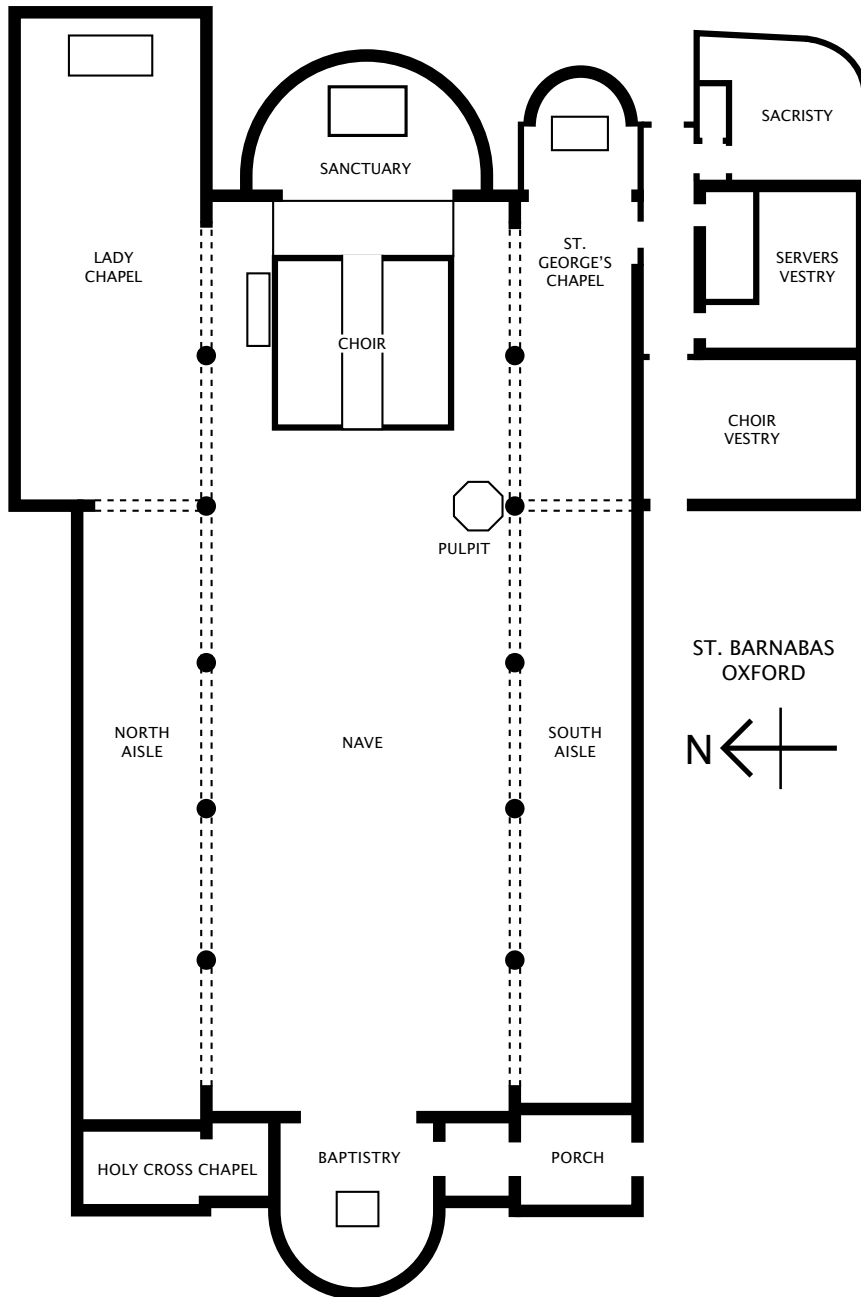 SACRISTY
SANCTUARY
LADY
CHAPEL
ST.
GEORGE'S
CHAPEL
SERVERS
VESTRY
CHOIR
CHOIR
VESTRY
PULPIT
ST. BARNABAS
OXFORD
N
NORTH
AISLE
NAVE
SOUTH
AISLE
HOLY CROSS CHAPEL
BAPTISTRY
PORCH